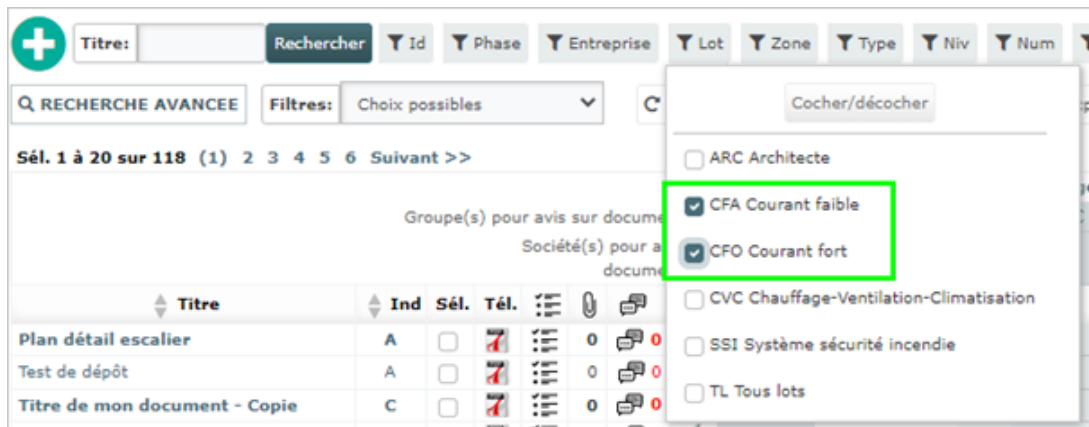 Titre: Rechercher Id Phase Entreprise Lot Zone Type Niv Num
RECHERCHE AVANCEE Filtres: Choix possibles
Cocher/décocher
Sél. 1 à 20 sur 118 (1) 2 3 4 5 6 Suivant >>
ARC Architecte
CFA Courant faible
Groupe(s) pour avis sur docume
Société(s) pour a
docume
CFO Courant fort
CVC Chauffage-Ventilation-Climatisation
SSI Système sécurité incendie
TL Tous lots
Titre Ind Sél. Tél.
Plan détail escalier A 0 0
Test de dépôt A 0 0
Titre de mon document - Copie C 0 0